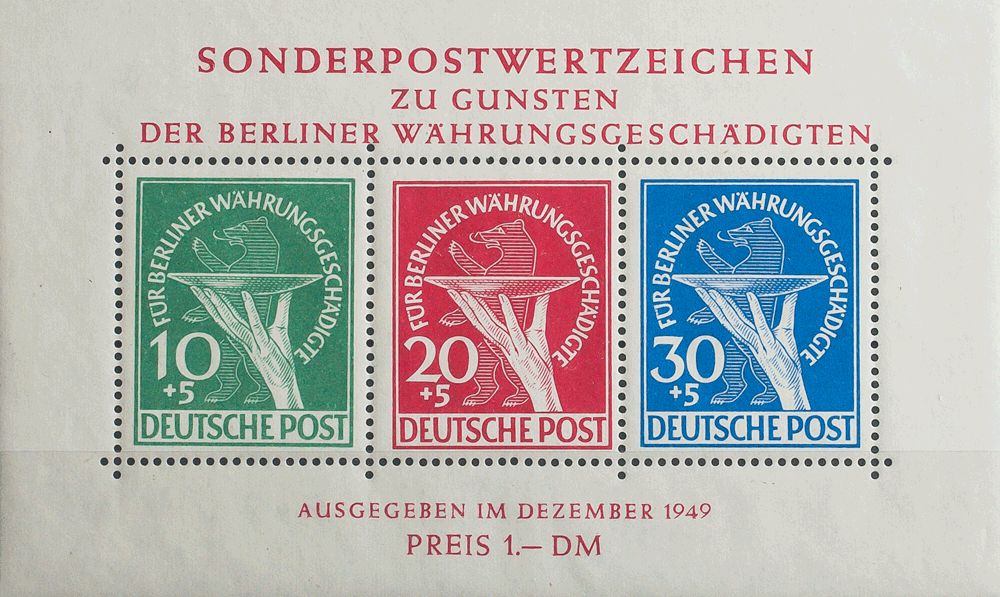 SONDERPOSTWERTZEICHEN
ZU GUNSTEN
DER BERLINER WÄHRUNGSGESCHÄDIGTEN
FÜR BERLINER WÄHRUNGSGESCHÄDIGTE
10
+5
DEUTSCHE POST
FÜR BERLINER WÄHRUNGSGESCHÄDIGTE
20
+5
DEUTSCHE POST
FÜR BERLINER WÄHRUNGSGESCHÄDIGTE
30
+5
DEUTSCHE POST
AUSGEGEBEN IM DEZEMBER 1949
PREIS 1.— DM